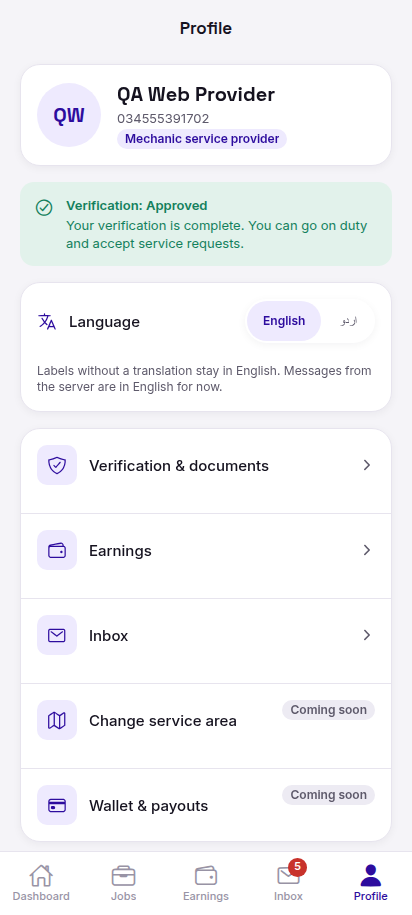 Profile
QW
QA Web Provider
034555391702
Mechanic service provider
Verification: Approved
Your verification is complete. You can go on duty
and accept service requests.
Language
English
اردو
Labels without a translation stay in English. Messages from
the server are in English for now.
Verification & documents
Earnings
Inbox
Change service area
Coming soon
Wallet & payouts
Coming soon
5
Dashboard
Jobs
Earnings
Inbox
Profile